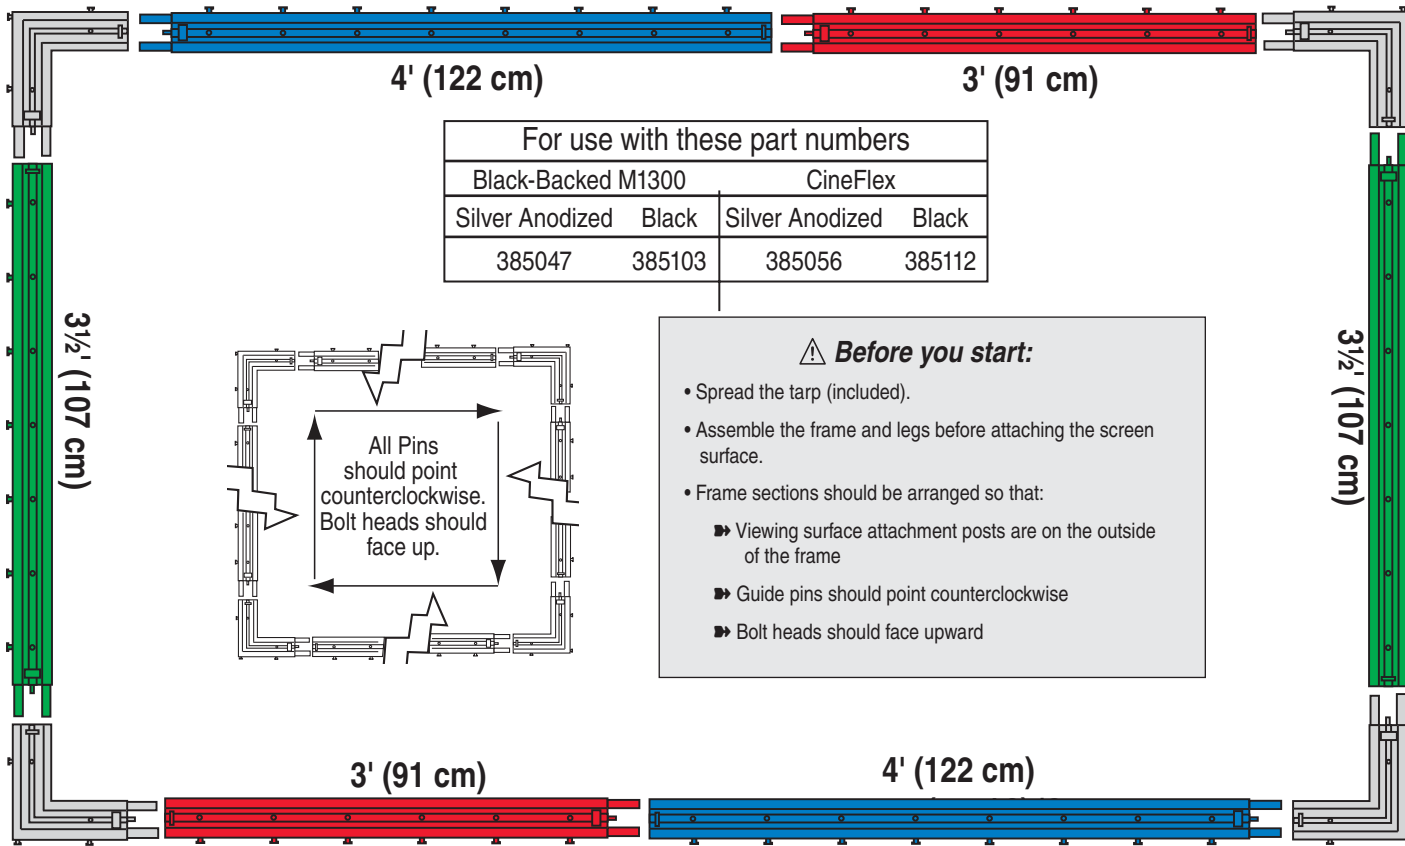 4' (122 cm)
3' (91 cm)
For use with these part numbers
Black-Backed M1300 CineFlex
Silver Anodized Black Silver Anodized Black
385047 385103 385056 385112
3½' (107 cm)
All Pins
should point
counterclockwise.
Bolt heads should
face up.
⚠ Before you start:
• Spread the tarp (included).
• Assemble the frame and legs before attaching the screen
surface.
• Frame sections should be arranged so that:
➽ Viewing surface attachment posts are on the outside
of the frame
➽ Guide pins should point counterclockwise
➽ Bolt heads should face upward
3½' (107 cm)
3' (91 cm)
4' (122 cm)